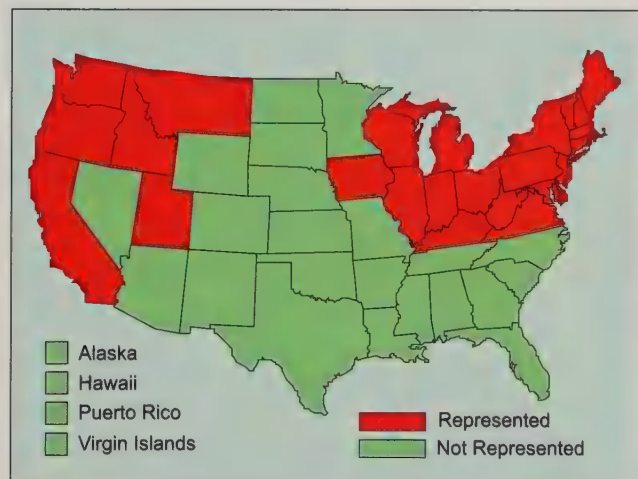 Alaska
Hawaii
Puerto Rico
Virgin Islands
Represented
Not Represented